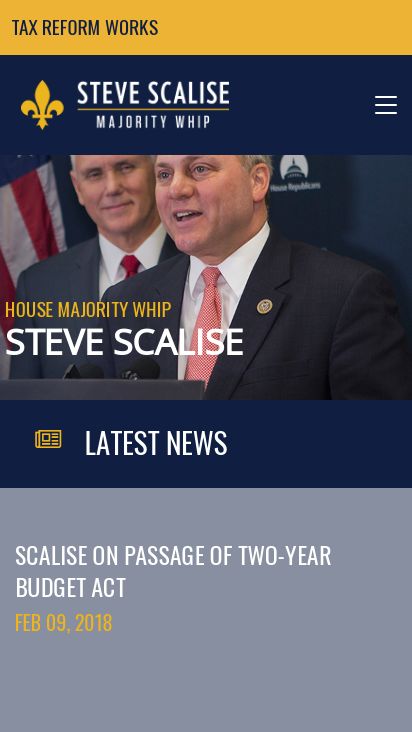 TAX REFORM WORKS
STEVE SCALISE
MAJORITY WHIP
House Republicans
HOUSE MAJORITY WHIP
STEVE SCALISE
LATEST NEWS
SCALISE ON PASSAGE OF TWO-YEAR
BUDGET ACT
FEB 09, 2018